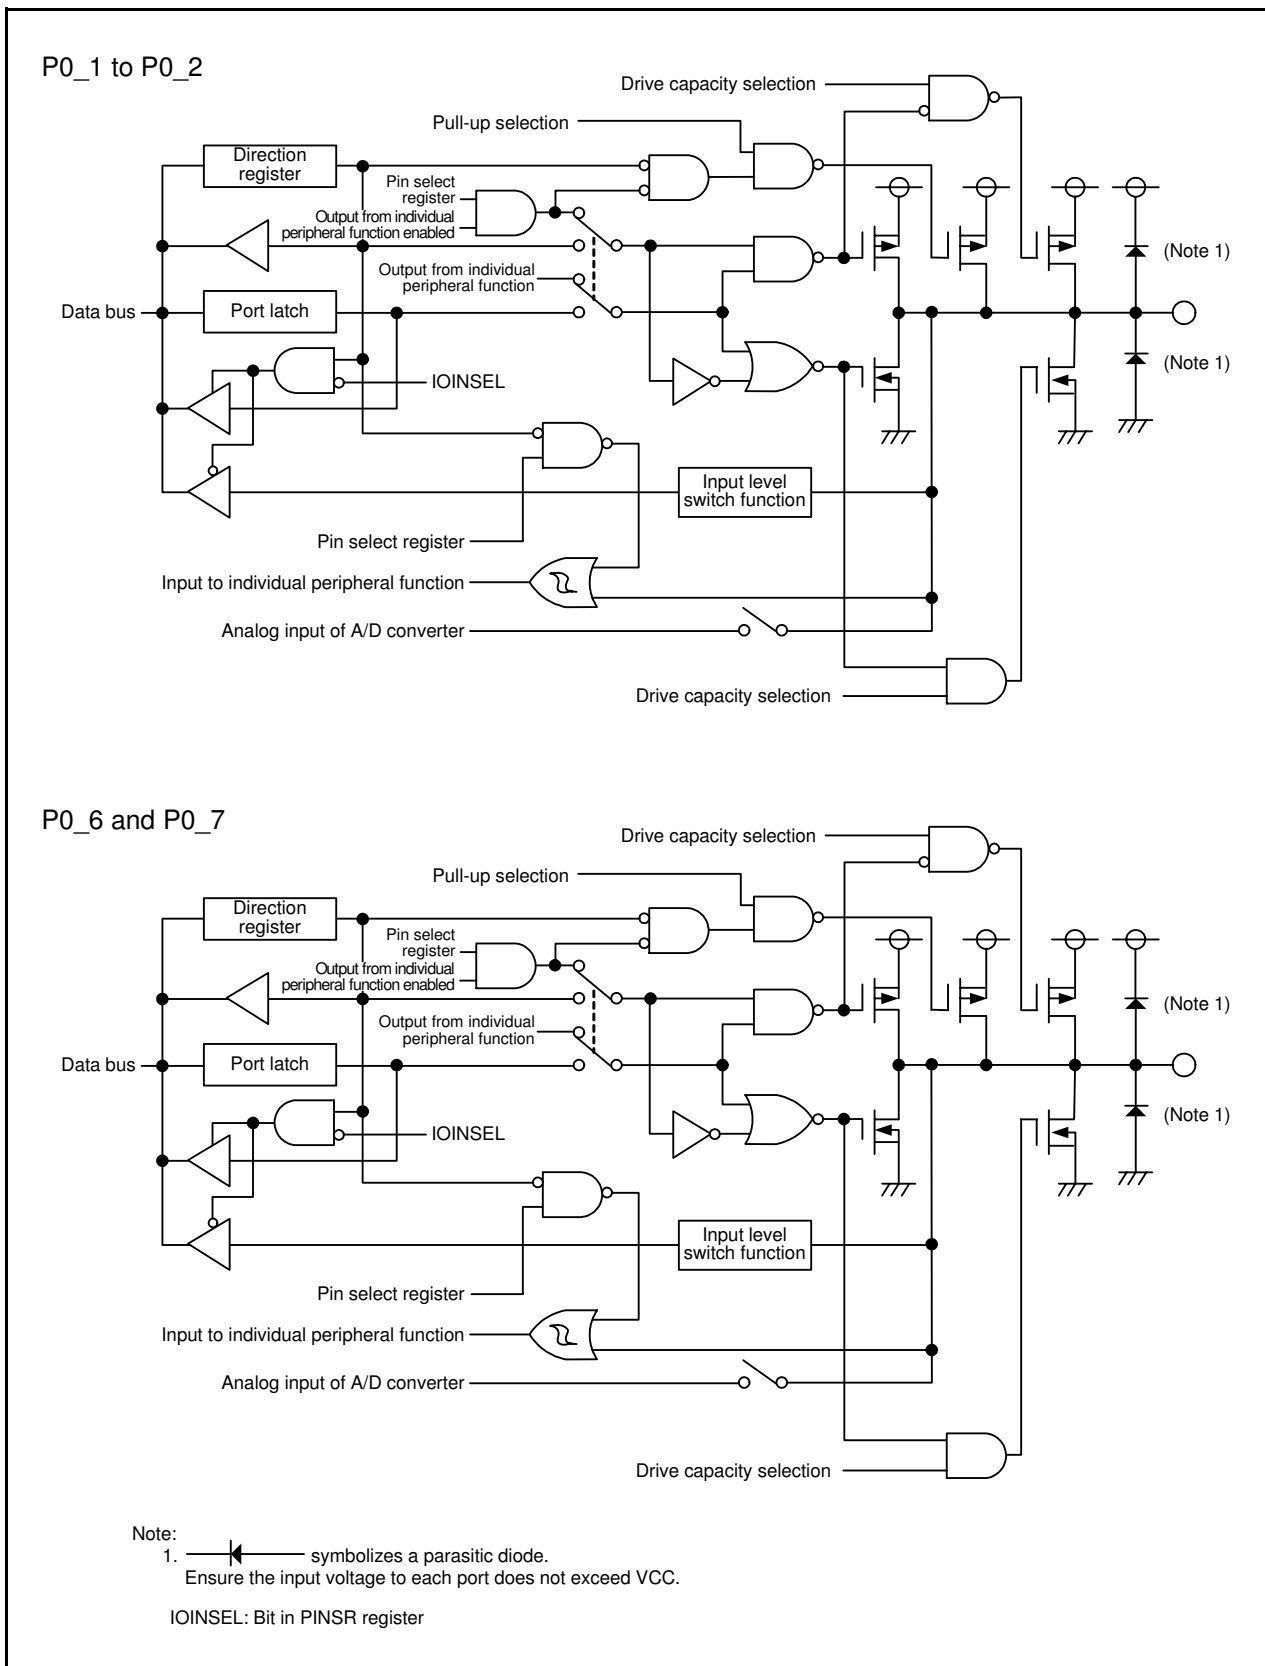 P0_1 to P0_2
Drive capacity selection
Pull-up selection
Direction
register
Pin select
register
Output from individual
peripheral function enabled
(Note 1)
Output from individual
peripheral function
Data bus
Port latch
(Note 1)
IOINSEL
Input level
switch function
Pin select register
Input to individual peripheral function
Analog input of A/D converter
Drive capacity selection
P0_6 and P0_7
Drive capacity selection
Pull-up selection
Direction
register
Pin select
register
Output from individual
peripheral function enabled
(Note 1)
Output from individual
peripheral function
Data bus
Port latch
(Note 1)
IOINSEL
Input level
switch function
Pin select register
Input to individual peripheral function
Analog input of A/D converter
Drive capacity selection
Note:
1. symbolizes a parasitic diode.
Ensure the input voltage to each port does not exceed VCC.
IOINSEL: Bit in PINSR register